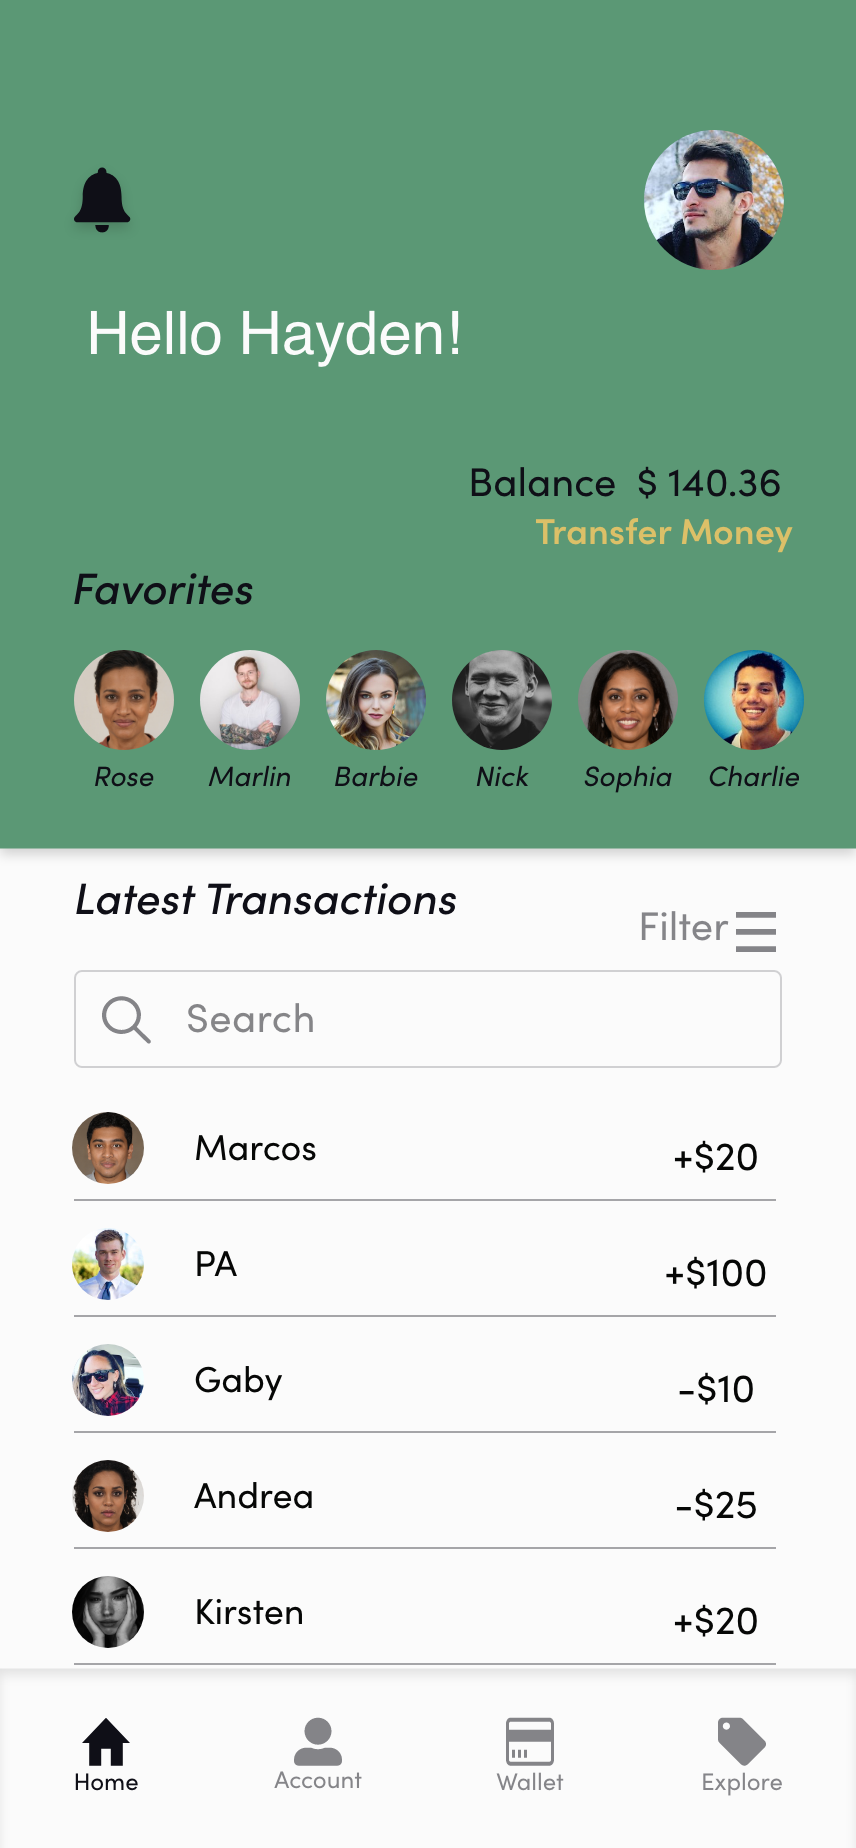 Hello Hayden!
Balance $ 140.36
Transfer Money
Favorites
Rose Marlin Barbie Nick Sophia Charlie
Latest Transactions
Filter
Search
Marcos +$20
PA +$100
Gaby -$10
Andrea -$25
Kirsten +$20
Home Account Wallet Explore